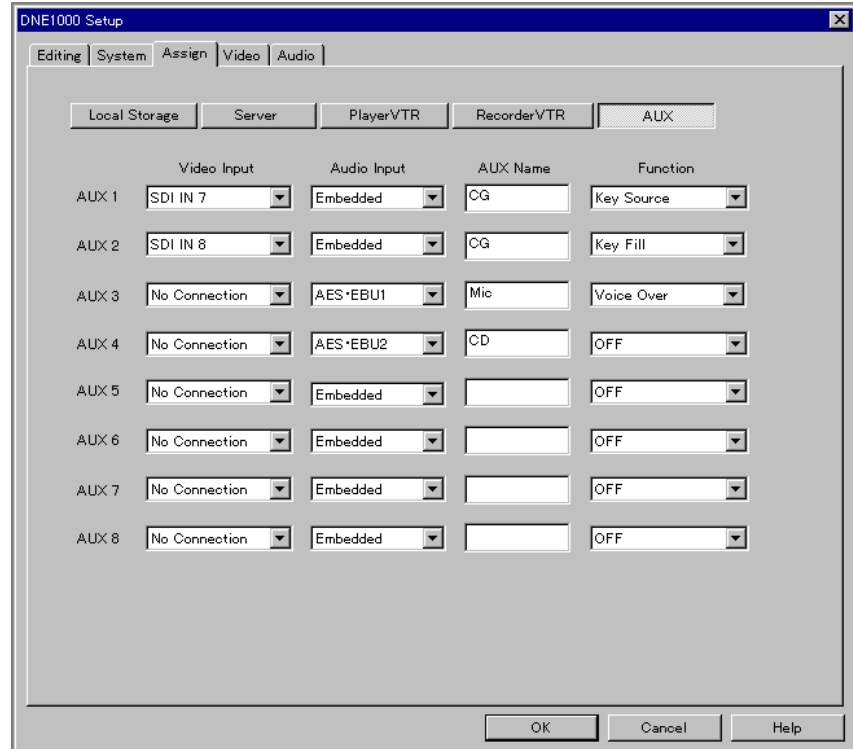 DNE1000 Setup
Editing System Assign Video Audio
Local Storage Server PlayerVTR RecorderVTR AUX
Video Input Audio Input AUX Name Function
AUX 1 SDI IN 7 Embedded CG Key Source
AUX 2 SDI IN 8 Embedded CG Key Fill
AUX 3 No Connection AES・EBU1 Mic Voice Over
AUX 4 No Connection AES・EBU2 CD OFF
AUX 5 No Connection Embedded OFF
AUX 6 No Connection Embedded OFF
AUX 7 No Connection Embedded OFF
AUX 8 No Connection Embedded OFF
OK Cancel Help